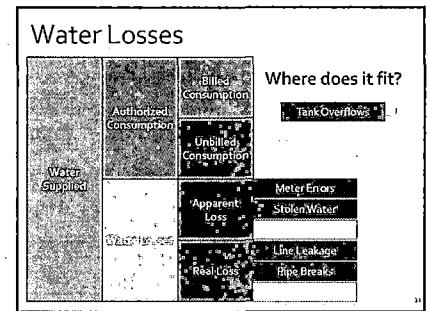 Water Losses
Where does it fit?
Tank Overflows
Water
Supplied
Authorized
Consumption
Billed
Consumption
Unbilled
Consumption
Water Losses
Apparent
Loss
Meter Errors
Stolen Water
Real Loss
Line Leakage
Pipe Breaks